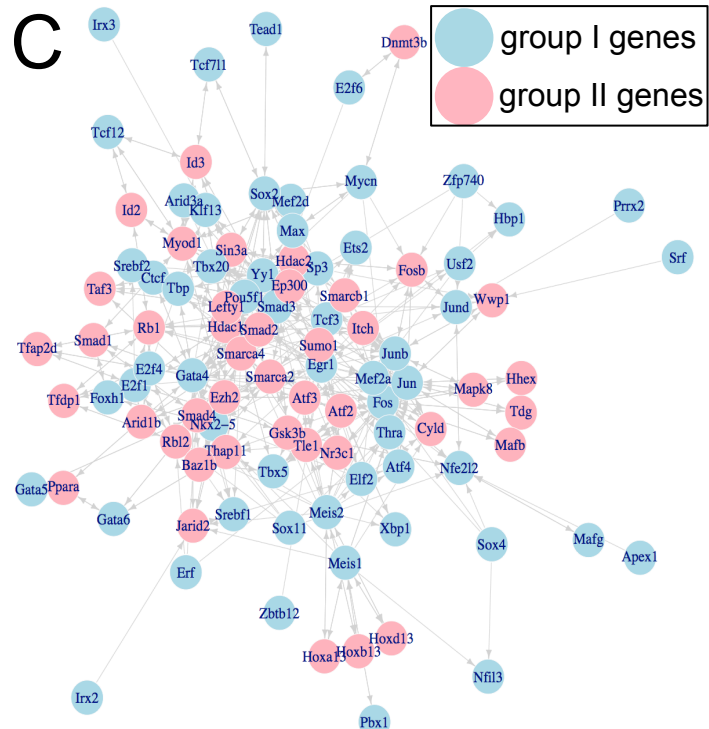 C
group I genes
group II genes
Irx3
Tead1
Dnmt3b
Tcf7l1
E2f6
Tcf12
Id3
Mycn
Zfp740
Sox2
Mef2d
Arid3a
Klf13
Id2
Hbp1
Prrx2
Max
Myod1
Sin3a
Ets2
Srf
Srebf2
Tbx20
Hdac2
Sp3
Fosb
Usf2
Ctcf
Yy1
Taf3
Tbp
Ep300
Smarcb1
Pou5f1
Wwp1
Lefty1
Smad3
Jund
Tcf3
Rb1
Hdac1
Smad2
Itch
Smad1
Tfap2d
Sumo1
Smarca4
Junb
E2f4
Egr1
Gata4
Smarca2
Mef2a
Jun
Hhex
E2f1
Mapk8
Foxh1
Tfdp1
Ezh2
Atf3
Fos
Atf2
Tdg
Smad4
Arid1b
Nkx2−5
Gsk3b
Thra
Cyld
Rbl2
Tle1
Mafb
Thap11
Nr3c1
Baz1b
Tbx5
Atf4
Nfe2l2
Elf2
Gata5
Ppara
Gata6
Jarid2
Srebf1
Sox11
Meis2
Xbp1
Sox4
Mafg
Apex1
Meis1
Erf
Zbtb12
Hoxd13
Hoxb13
Hoxa13
Nfil3
Irx2
Pbx1